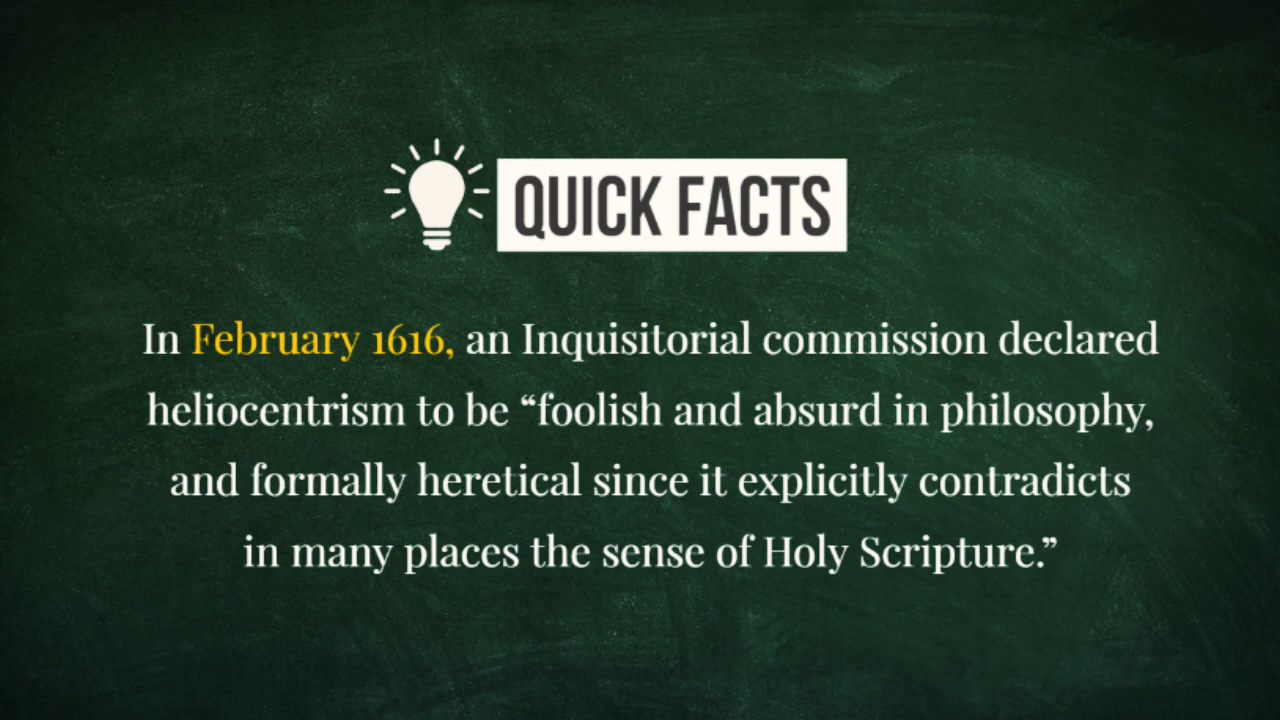 QUICK FACTS
In February 1616, an Inquisitorial commission declared
heliocentrism to be “foolish and absurd in philosophy,
and formally heretical since it explicitly contradicts
in many places the sense of Holy Scripture.”